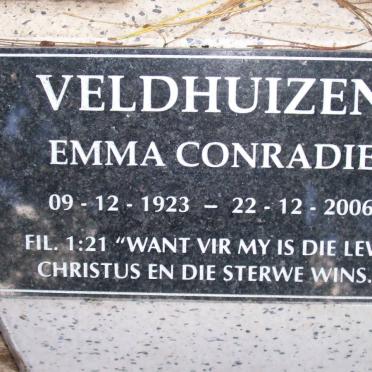 VELDHUIZEN
EMMA CONRADIE
09 - 12 - 1923 – 22 - 12 - 2006
FIL. 1:21 "WANT VIR MY IS DIE
CHRISTUS EN DIE STERWE WINS.